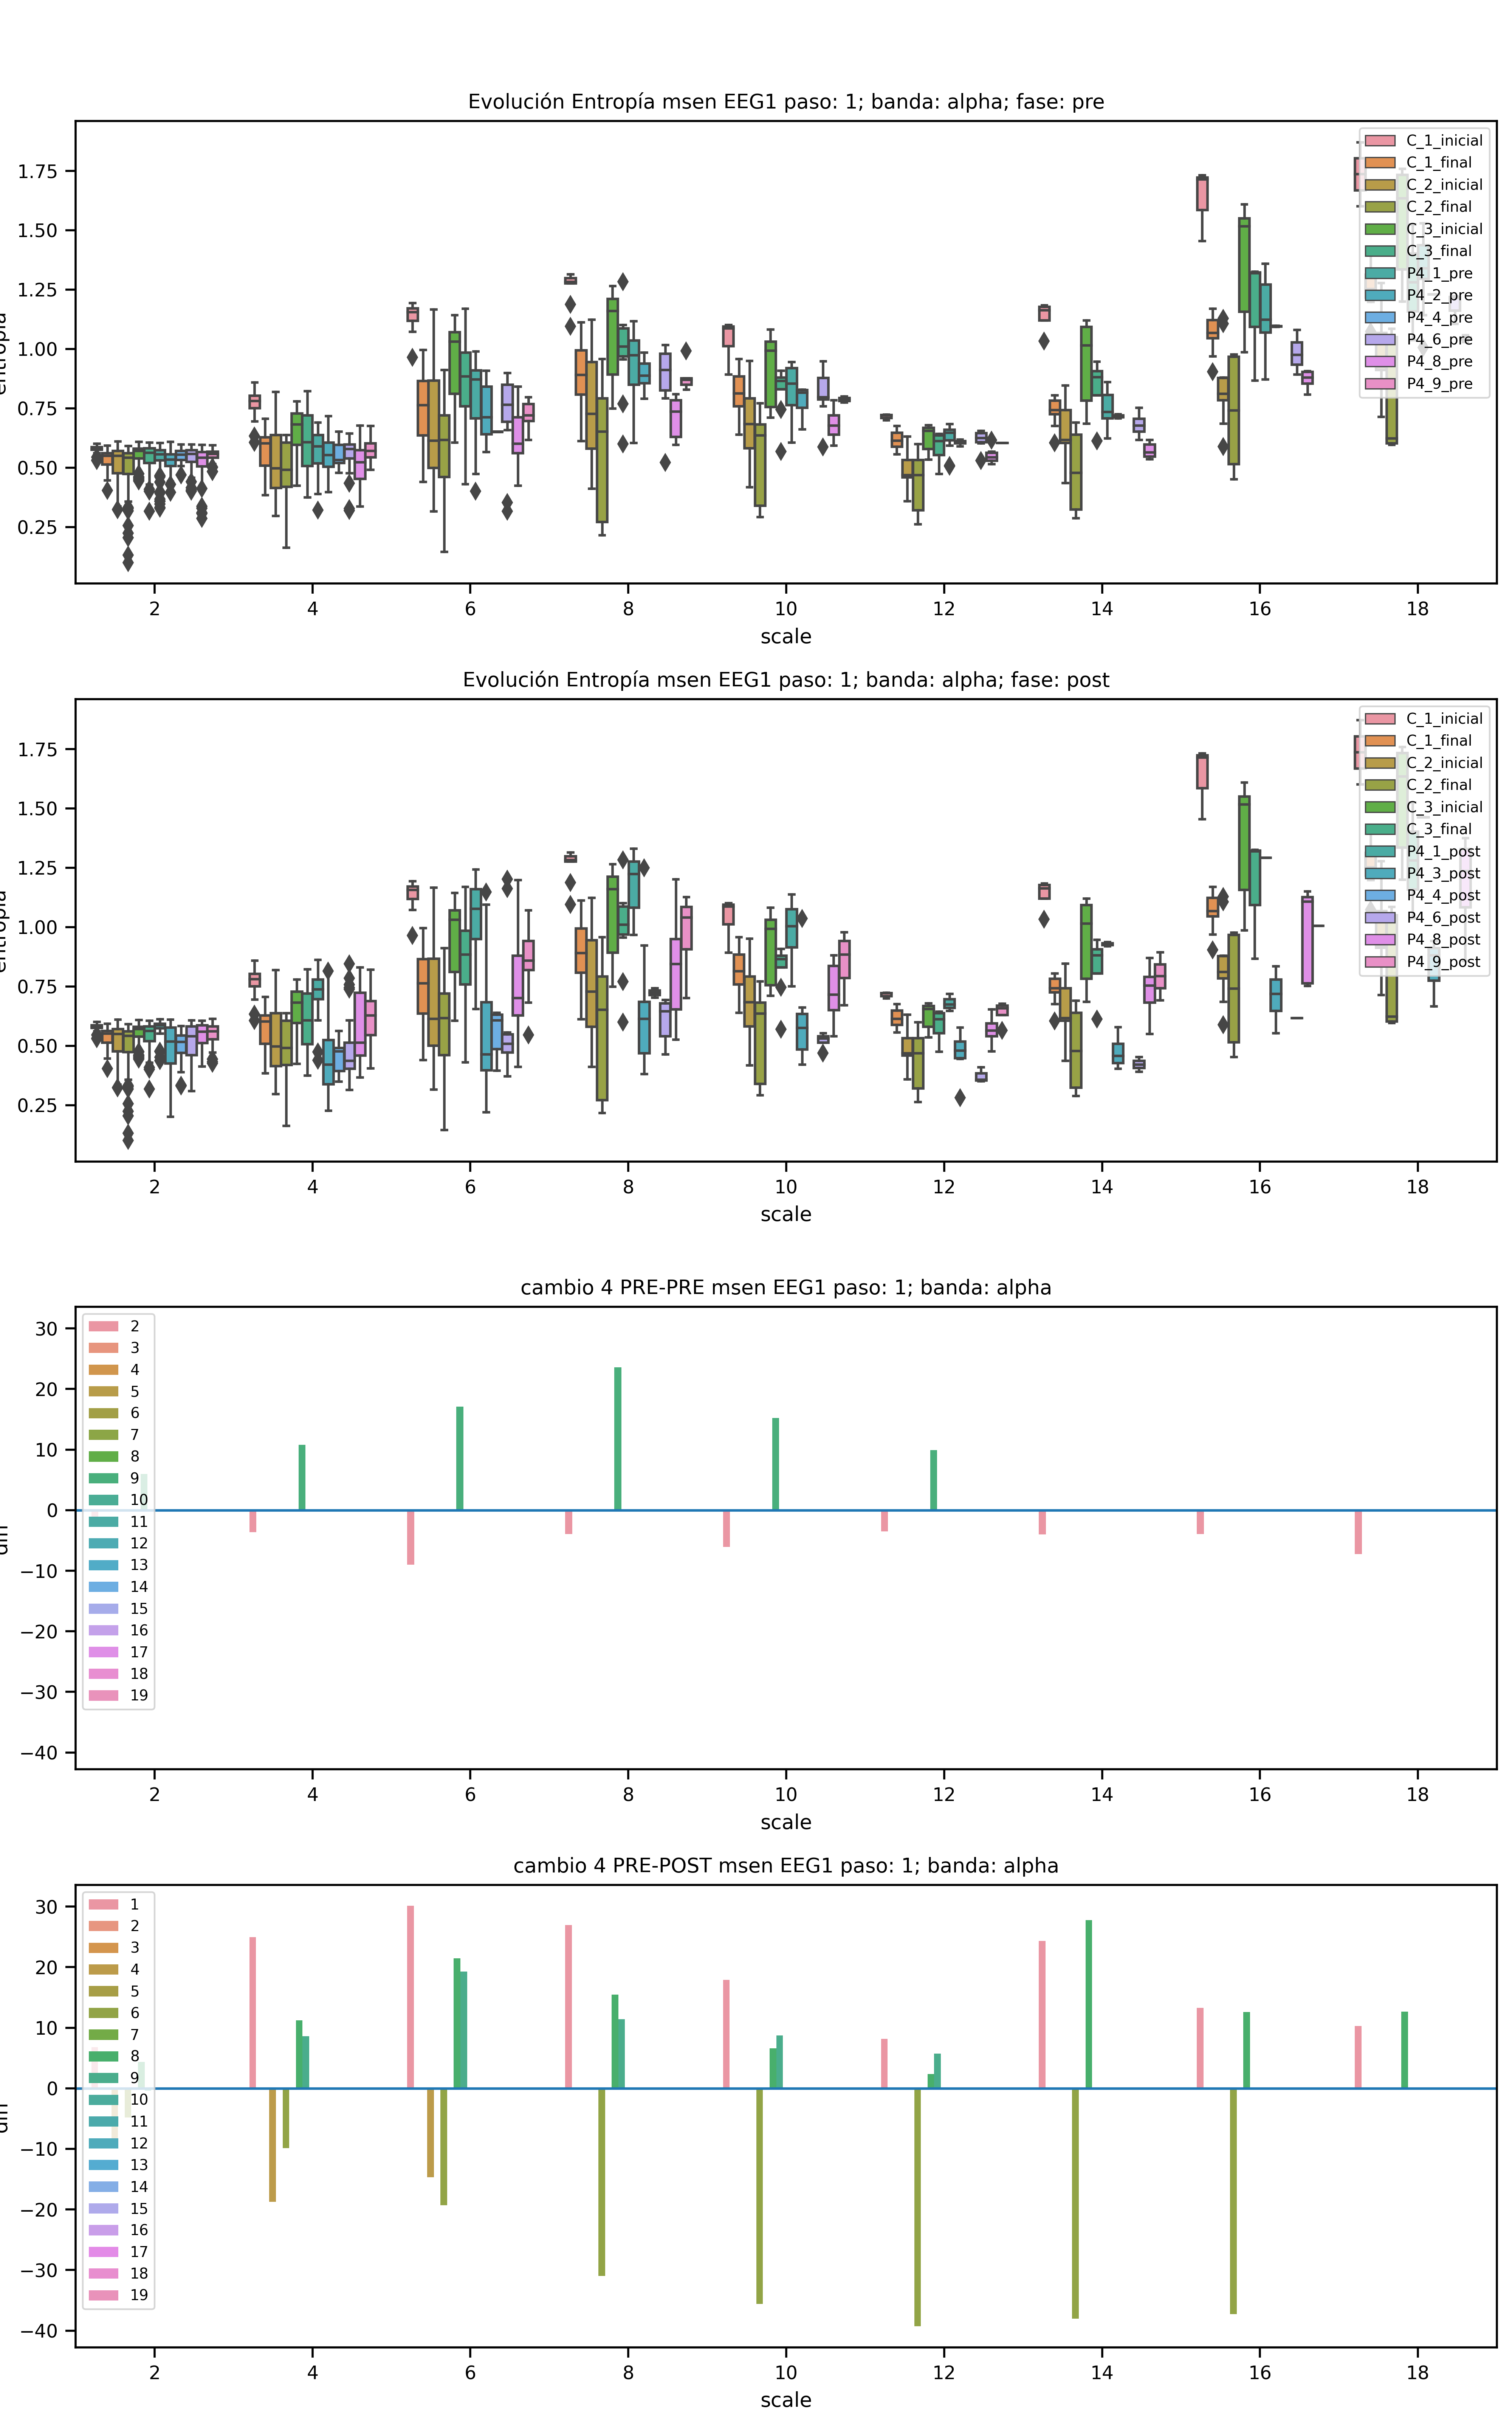 Evolución Entropía msen EEG1 paso: 1; banda: alpha; fase: pre
1.75
1.50
1.25
1.00
0.75
0.50
0.25
2 4 6 8 10 12 14 16 18
scale
C_1_inicial
C_1_final
C_2_inicial
C_2_final
C_3_inicial
C_3_final
P4_1_pre
P4_2_pre
P4_4_pre
P4_6_pre
P4_8_pre
P4_9_pre
Evolución Entropía msen EEG1 paso: 1; banda: alpha; fase: post
1.75
1.50
1.25
1.00
0.75
0.50
0.25
2 4 6 8 10 12 14 16 18
scale
C_1_inicial
C_1_final
C_2_inicial
C_2_final
C_3_inicial
C_3_final
P4_1_post
P4_3_post
P4_4_post
P4_6_post
P4_8_post
P4_9_post
cambio 4 PRE-PRE msen EEG1 paso: 1; banda: alpha
30
20
10
0
−10
−20
−30
−40
2
3
4
5
6
7
8
9
10
11
12
13
14
15
16
17
18
19
2 4 6 8 10 12 14 16 18
scale
cambio 4 PRE-POST msen EEG1 paso: 1; banda: alpha
30
20
10
0
−10
−20
−30
−40
1
2
3
4
5
6
7
8
9
10
11
12
13
14
15
16
17
18
19
2 4 6 8 10 12 14 16 18
scale